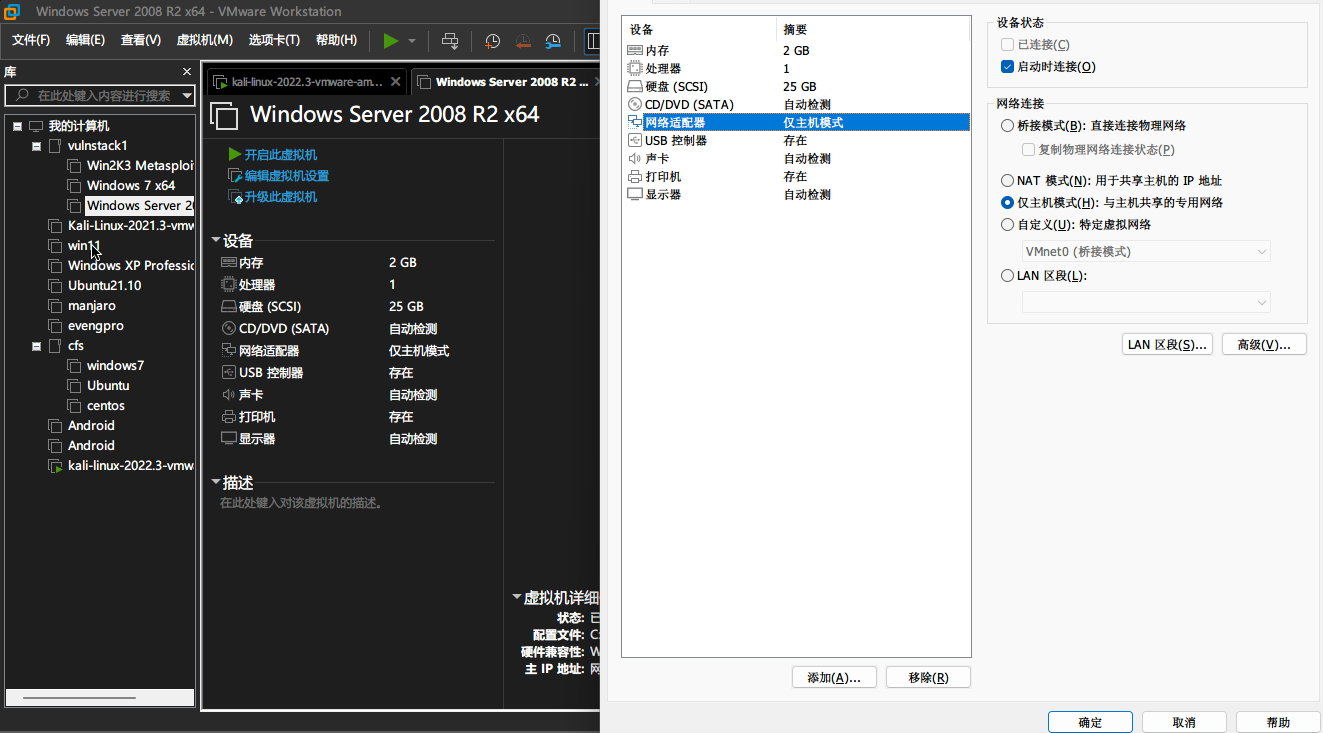 Windows Server 2008 R2 x64 - VMware Workstation
文件(F) 编辑(E) 查看(V) 虚拟机(M) 选项卡(T) 帮助(H)
库
在此处键入内容进行搜索
我的计算机
vulnstack1
Win2K3 Metasploi
Windows 7 x64
Windows Server 20
Kali-Linux-2021.3-vmw
win11
Windows XP Professio
Ubuntu21.10
manjaro
evengpro
cfs
windows7
Ubuntu
centos
Android
Android
kali-linux-2022.3-vmwa
kali-linux-2022.3-vmware-am...
Windows Server 2008 R2 ...
Windows Server 2008 R2 x64
开启此虚拟机
编辑虚拟机设置
升级此虚拟机
设备
内存 2 GB
处理器 1
硬盘 (SCSI) 25 GB
CD/DVD (SATA) 自动检测
网络适配器 仅主机模式
USB 控制器 存在
声卡 自动检测
打印机 存在
显示器 自动检测
描述
在此处键入对该虚拟机的描述。
虚拟机详细
状态: 已
配置文件: C:
硬件兼容性: W
主 IP 地址: 网
设备 摘要
内存 2 GB
处理器 1
硬盘 (SCSI) 25 GB
CD/DVD (SATA) 自动检测
网络适配器 仅主机模式
USB 控制器 存在
声卡 自动检测
打印机 存在
显示器 自动检测
添加(A)... 移除(R)
设备状态
已连接(C)
启动时连接(O)
网络连接
桥接模式(B): 直接连接物理网络
复制物理网络连接状态(P)
NAT 模式(N): 用于共享主机的 IP 地址
仅主机模式(H): 与主机共享的专用网络
自定义(U): 特定虚拟网络
VMnet0 (桥接模式)
LAN 区段(L):
LAN 区段(S)... 高级(V)...
确定 取消 帮助